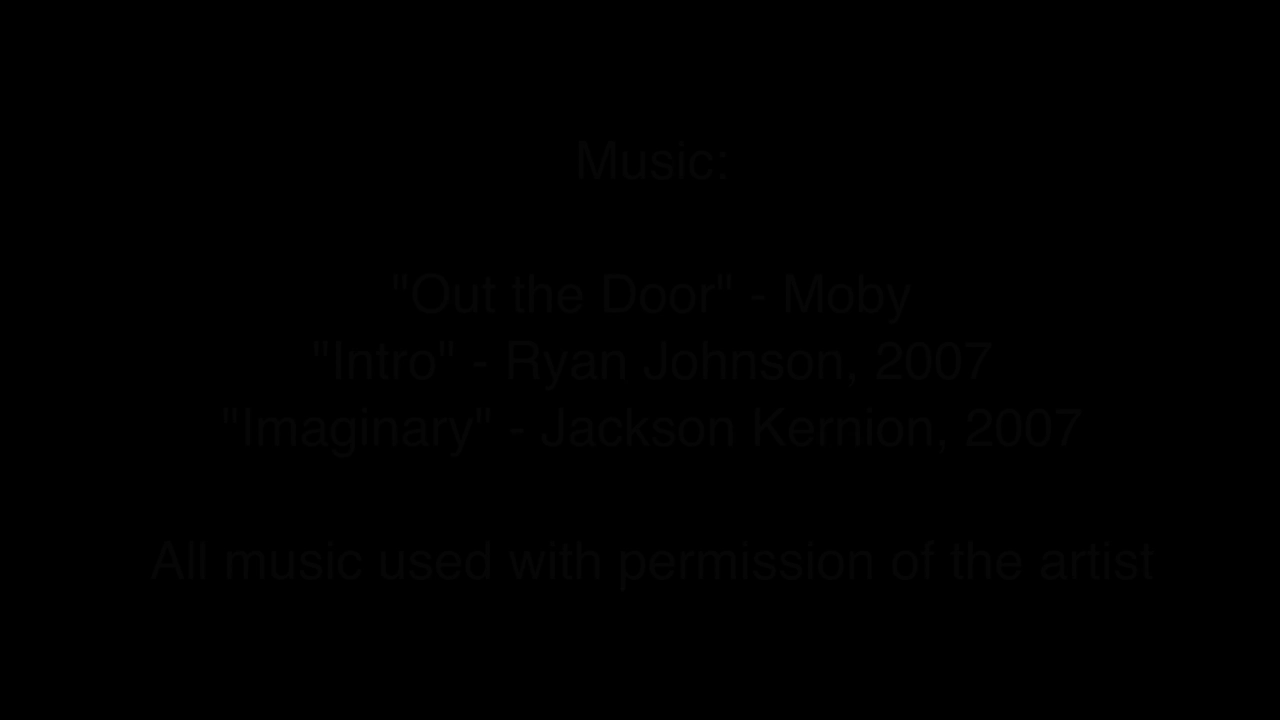 Music:
"Out the Door" - Moby
"Intro" - Ryan Johnson, 2007
"Imaginary" - Jackson Kernion, 2007
All music used with permission of the artist